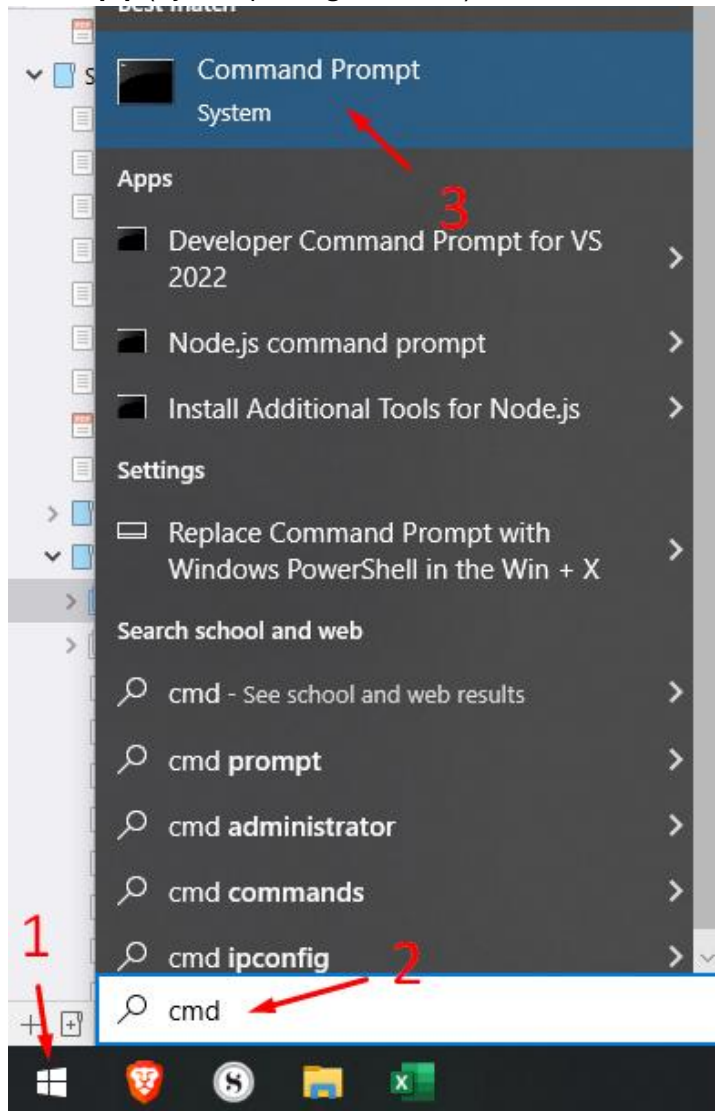 Best match
S
Command Prompt
System
Apps
3
Developer Command Prompt for VS
2022
Node.js command prompt
Install Additional Tools for Node.js
Settings
Replace Command Prompt with
Windows PowerShell in the Win + X
Search school and web
cmd - See school and web results
cmd prompt
cmd administrator
cmd commands
1
cmd ipconfig
2
cmd